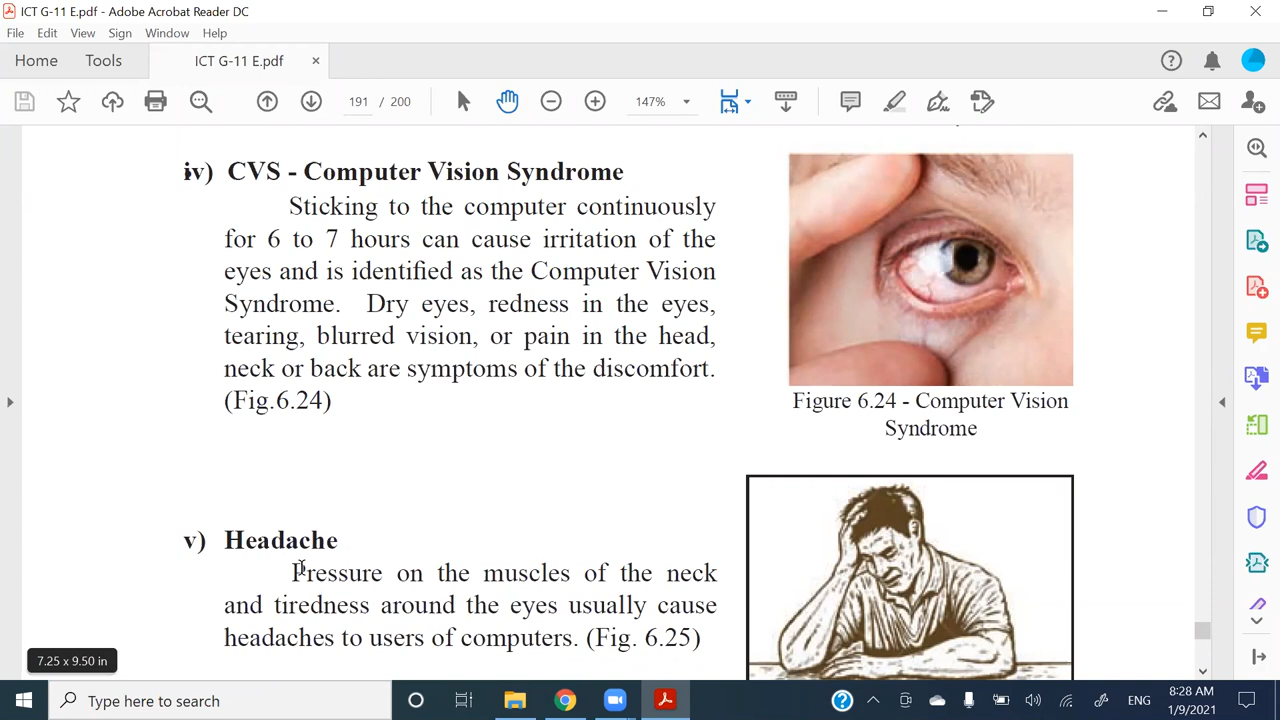 ICT G-11 E.pdf - Adobe Acrobat Reader DC
File Edit View Sign Window Help
Home Tools ICT G-11 E.pdf
191 / 200 147%
iv) CVS - Computer Vision Syndrome
Sticking to the computer continuously
for 6 to 7 hours can cause irritation of the
eyes and is identified as the Computer Vision
Syndrome. Dry eyes, redness in the eyes,
tearing, blurred vision, or pain in the head,
neck or back are symptoms of the discomfort.
(Fig.6.24)
Figure 6.24 - Computer Vision
Syndrome
v) Headache
Pressure on the muscles of the neck
and tiredness around the eyes usually cause
headaches to users of computers. (Fig. 6.25)
7.25 x 9.50 in
Type here to search
ENG
8:28 AM
1/9/2021